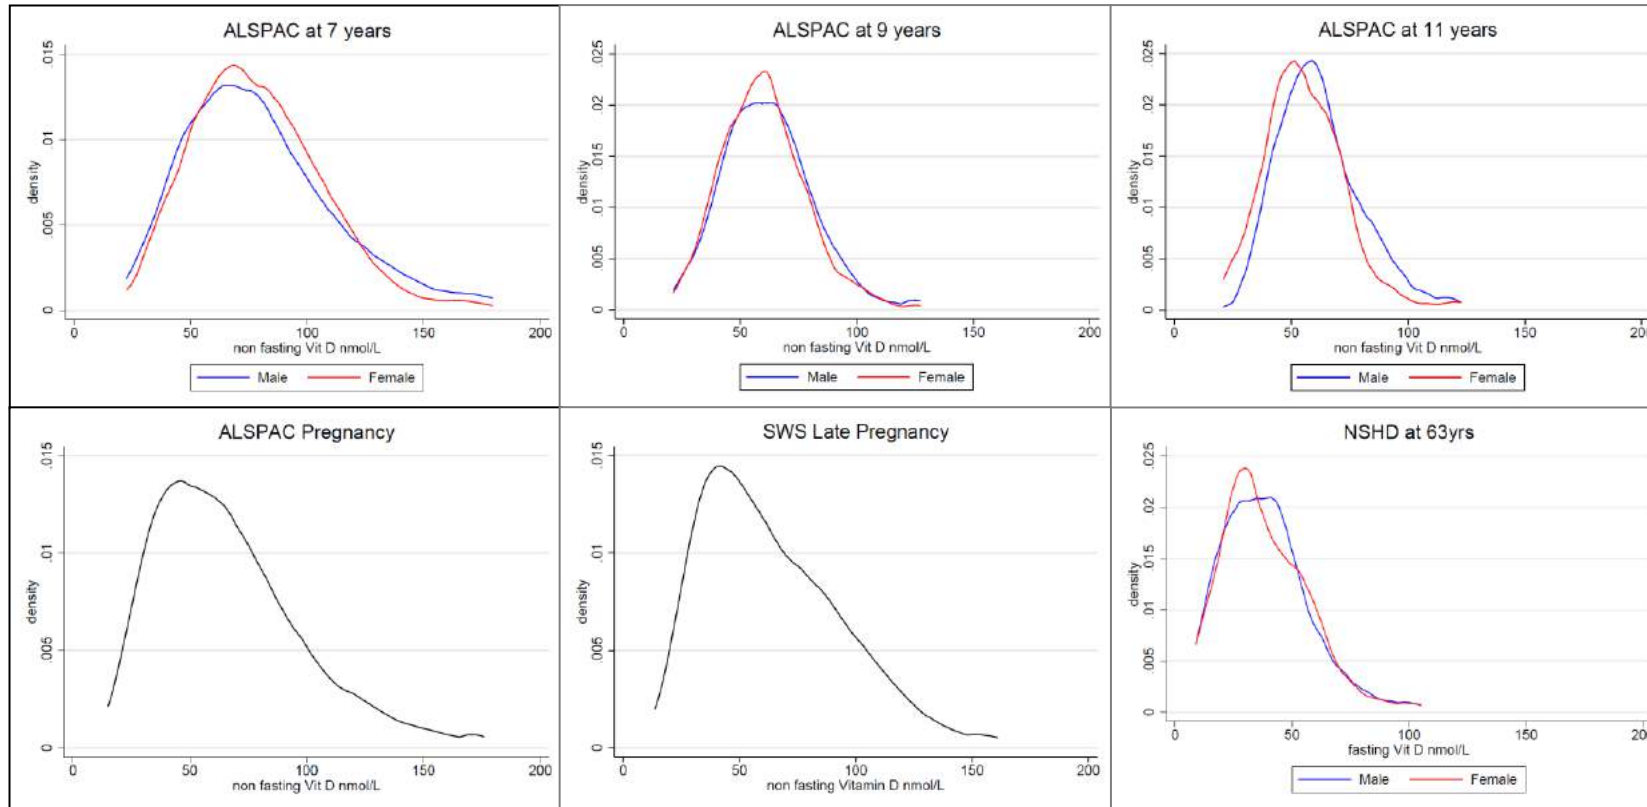 ALSPAC at 7 years
.015
.01
.005
0
density
0 50 100 150 200
non fasting Vit D nmol/L
Male Female
ALSPAC at 9 years
.025
.02
.015
.01
.005
0
density
0 50 100 150 200
non fasting Vit D nmol/L
Male Female
ALSPAC at 11 years
.025
.02
.015
.01
.005
0
density
0 50 100 150 200
non fasting Vit D nmol/L
Male Female
ALSPAC Pregnancy
.015
.01
.005
0
density
0 50 100 150 200
non fasting Vit D nmol/L
SWS Late Pregnancy
.015
.01
.005
0
density
0 50 100 150 200
non fasting Vitamin D nmol/L
NSHD at 63yrs
.025
.02
.015
.01
.005
0
density
0 50 100 150 20
fasting Vit D nmol/L
Male Female